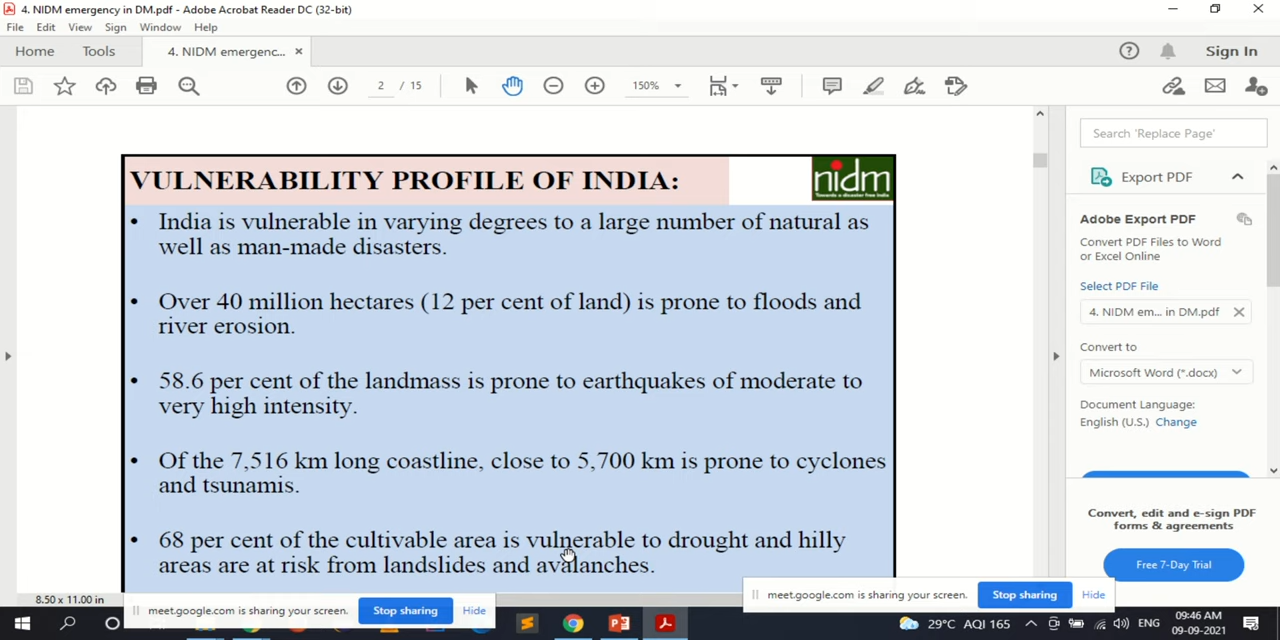 4. NIDM emergency in DM.pdf - Adobe Acrobat Reader DC (32-bit)
File Edit View Sign Window Help
Home Tools 4. NIDM emergenc... × Sign In
2 / 15 150%
VULNERABILITY PROFILE OF INDIA:
nidm
Towards a disaster free India
• India is vulnerable in varying degrees to a large number of natural as
well as man-made disasters.
• Over 40 million hectares (12 per cent of land) is prone to floods and
river erosion.
• 58.6 per cent of the landmass is prone to earthquakes of moderate to
very high intensity.
• Of the 7,516 km long coastline, close to 5,700 km is prone to cyclones
and tsunamis.
• 68 per cent of the cultivable area is vulnerable to drought and hilly
areas are at risk from landslides and avalanches.
Search 'Replace Page'
Export PDF
Adobe Export PDF
Convert PDF Files to Word
or Excel Online
Select PDF File
4. NIDM em... in DM.pdf
Convert to
Microsoft Word (*.docx)
Document Language:
English (U.S.) Change
Convert, edit and e-sign PDF
forms & agreements
Free 7-Day Trial
8.50 x 11.00 in
meet.google.com is sharing your screen. Stop sharing Hide
meet.google.com is sharing your screen. Stop sharing Hide
29°C AQI 165 ENG
09:46 AM
09-09-2021